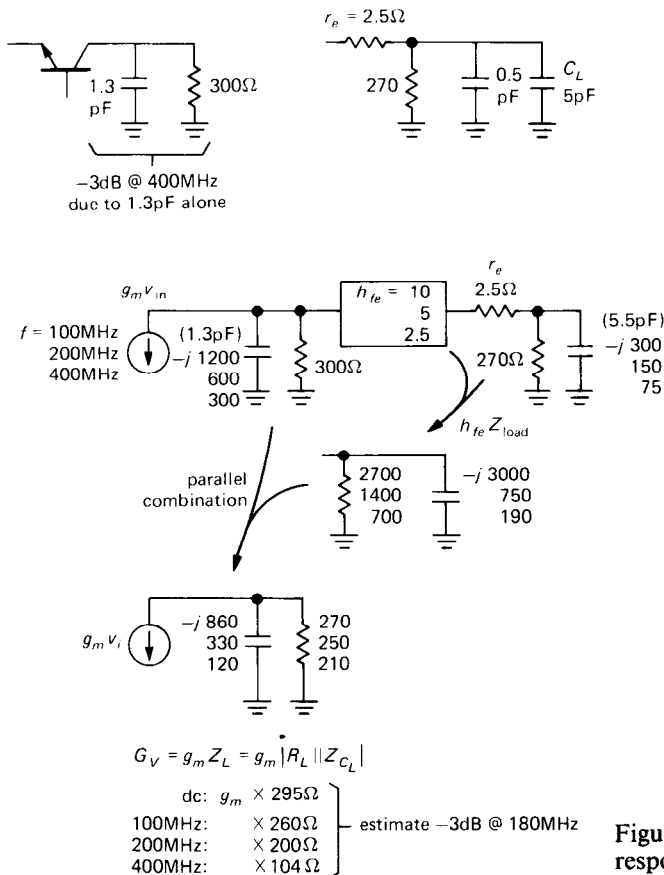 r_e = 2.5Ω
1.3
pF
300Ω
270
0.5
pF
C_L
5pF
−3dB @ 400MHz
due to 1.3pF alone
g_m v_in
f = 100MHz
200MHz
400MHz
(1.3pF)
−j 1200
600
300
300Ω
h_fe = 10
5
2.5
r_e
2.5Ω
270Ω
(5.5pF)
−j 300
150
75
h_fe Z_load
parallel
combination
2700
1400
700
−j 3000
750
190
g_m v_i
−j 860
330
120
270
250
210
G_V = g_m Z_L = g_m |R_L || Z_C_L|
dc: g_m × 295Ω
100MHz: × 260Ω
200MHz: × 200Ω
400MHz: × 104Ω
estimate −3dB @ 180MHz
Figu
respo